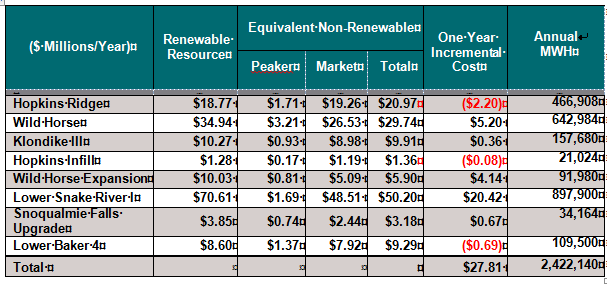 ($·Millions/Year)
Renewable· Resource
Equivalent·Non-Renewable
Peaker Market Total
One·Year· Incremental· Cost
Annual MWH
Hopkins·Ridge $18.77 $1.71 $19.26 $20.97 ($2.20) 466,908
Wild·Horse $34.94 $3.21 $26.53 $29.74 $5.20 642,984
Klondike·III $10.27 $0.93 $8.98 $9.91 $0.36 157,680
Hopkins·Infill $1.28 $0.17 $1.19 $1.36 ($0.08) 21,024
Wild·Horse·Expansion $10.03 $0.81 $5.09 $5.90 $4.14 91,980
Lower·Snake·River·I $70.61 $1.69 $48.51 $50.20 $20.42 897,900
Snoqualmie·Falls·
Upgrade $3.85 $0.74 $2.44 $3.18 $0.67 34,164
Lower·Baker·4 $8.60 $1.37 $7.92 $9.29 ($0.69) 109,500
Total· $27.81 2,422,140